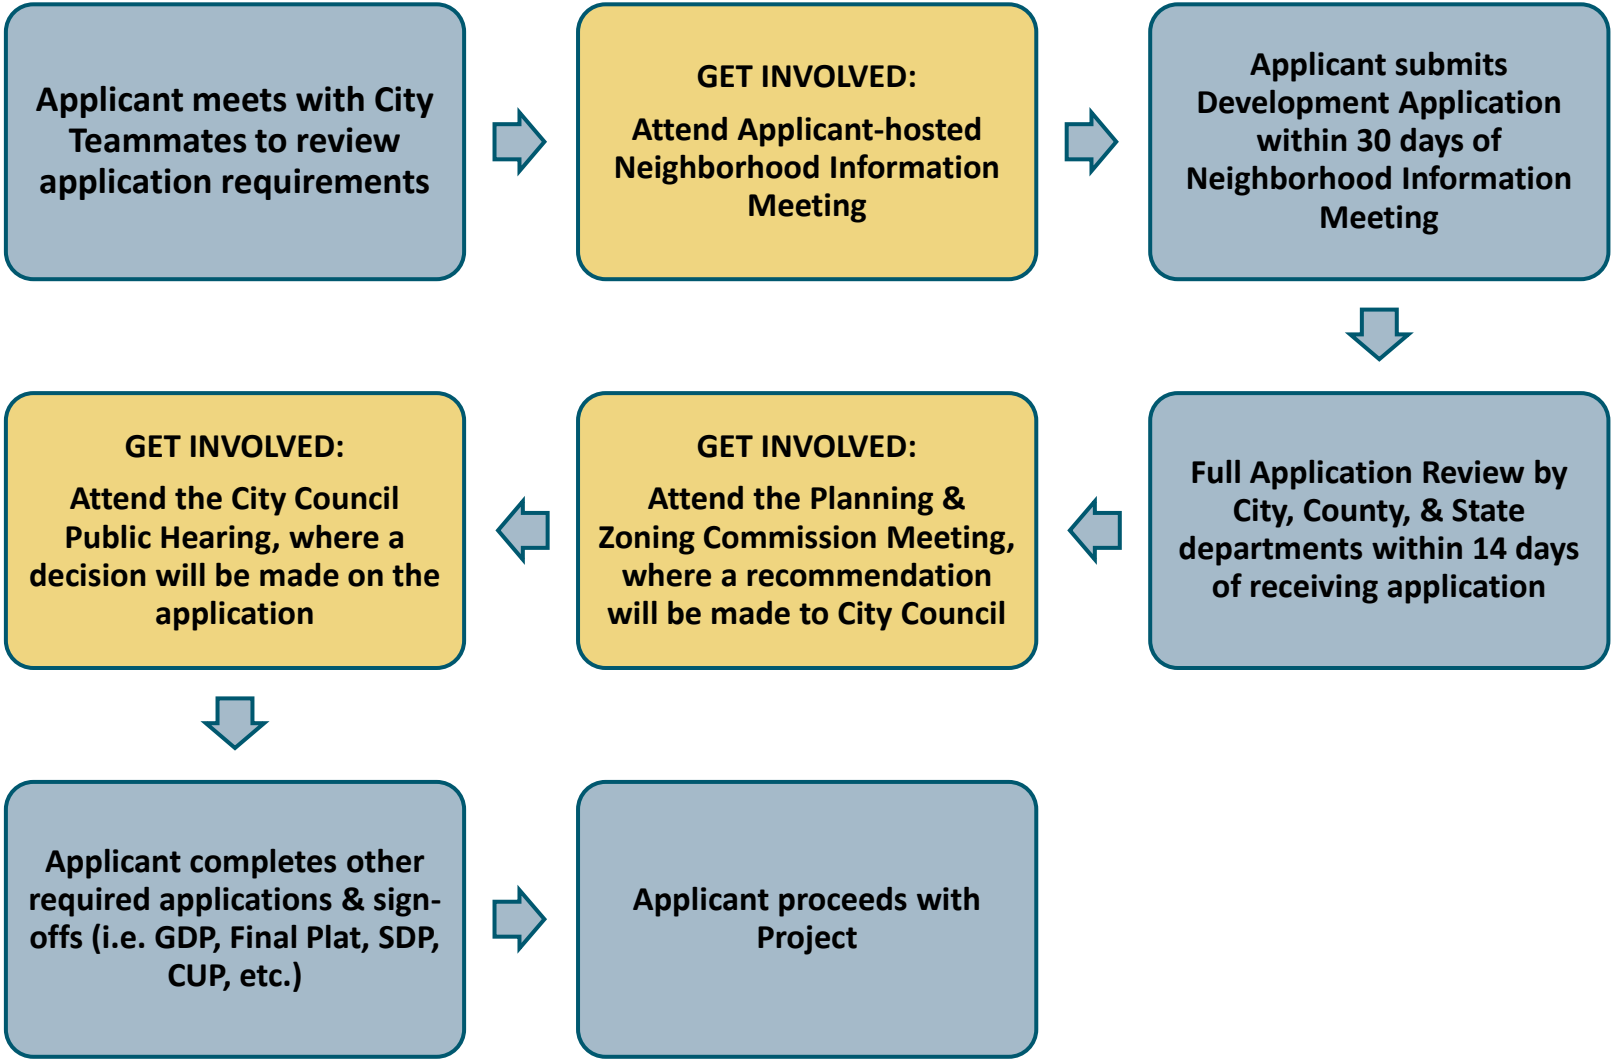 Applicant meets with City
Teammates to review
application requirements
GET INVOLVED:
Attend Applicant-hosted
Neighborhood Information
Meeting
Applicant submits
Development Application
within 30 days of
Neighborhood Information
Meeting
Full Application Review by
City, County, & State
departments within 14 days
of receiving application
GET INVOLVED:
Attend the Planning &
Zoning Commission Meeting,
where a recommendation
will be made to City Council
GET INVOLVED:
Attend the City Council
Public Hearing, where a
decision will be made on the
application
Applicant completes other
required applications & sign-
offs (i.e. GDP, Final Plat, SDP,
CUP, etc.)
Applicant proceeds with
Project